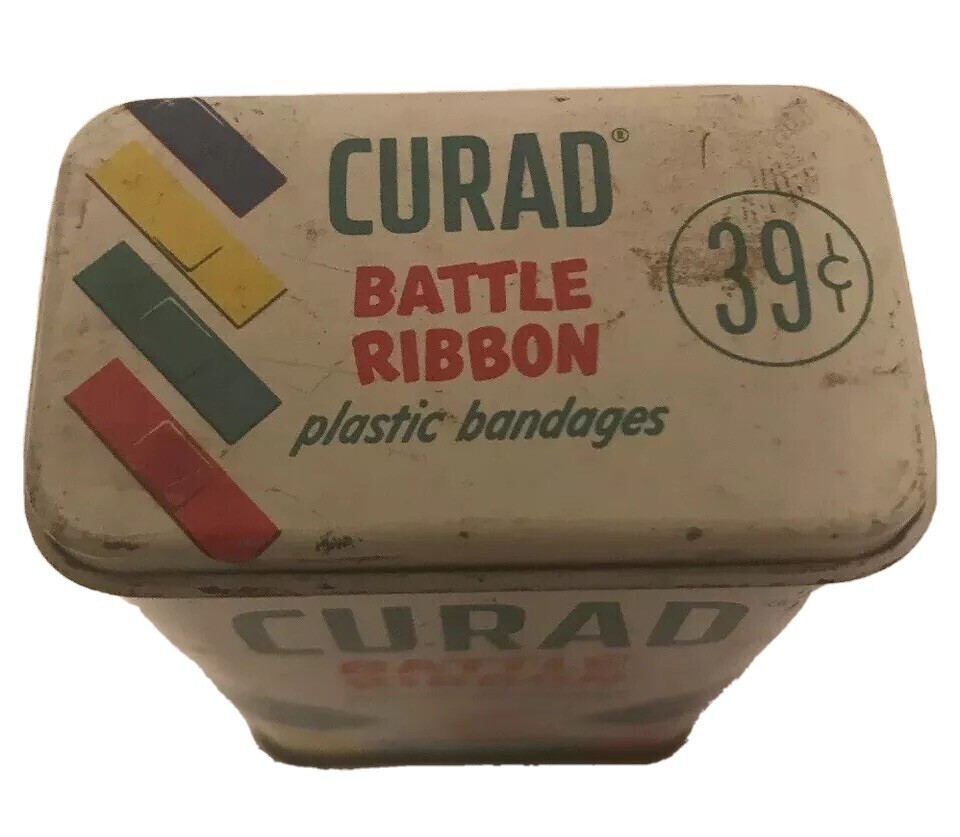 CURAD®
BATTLE
RIBBON
39¢
plastic bandages
CURAD